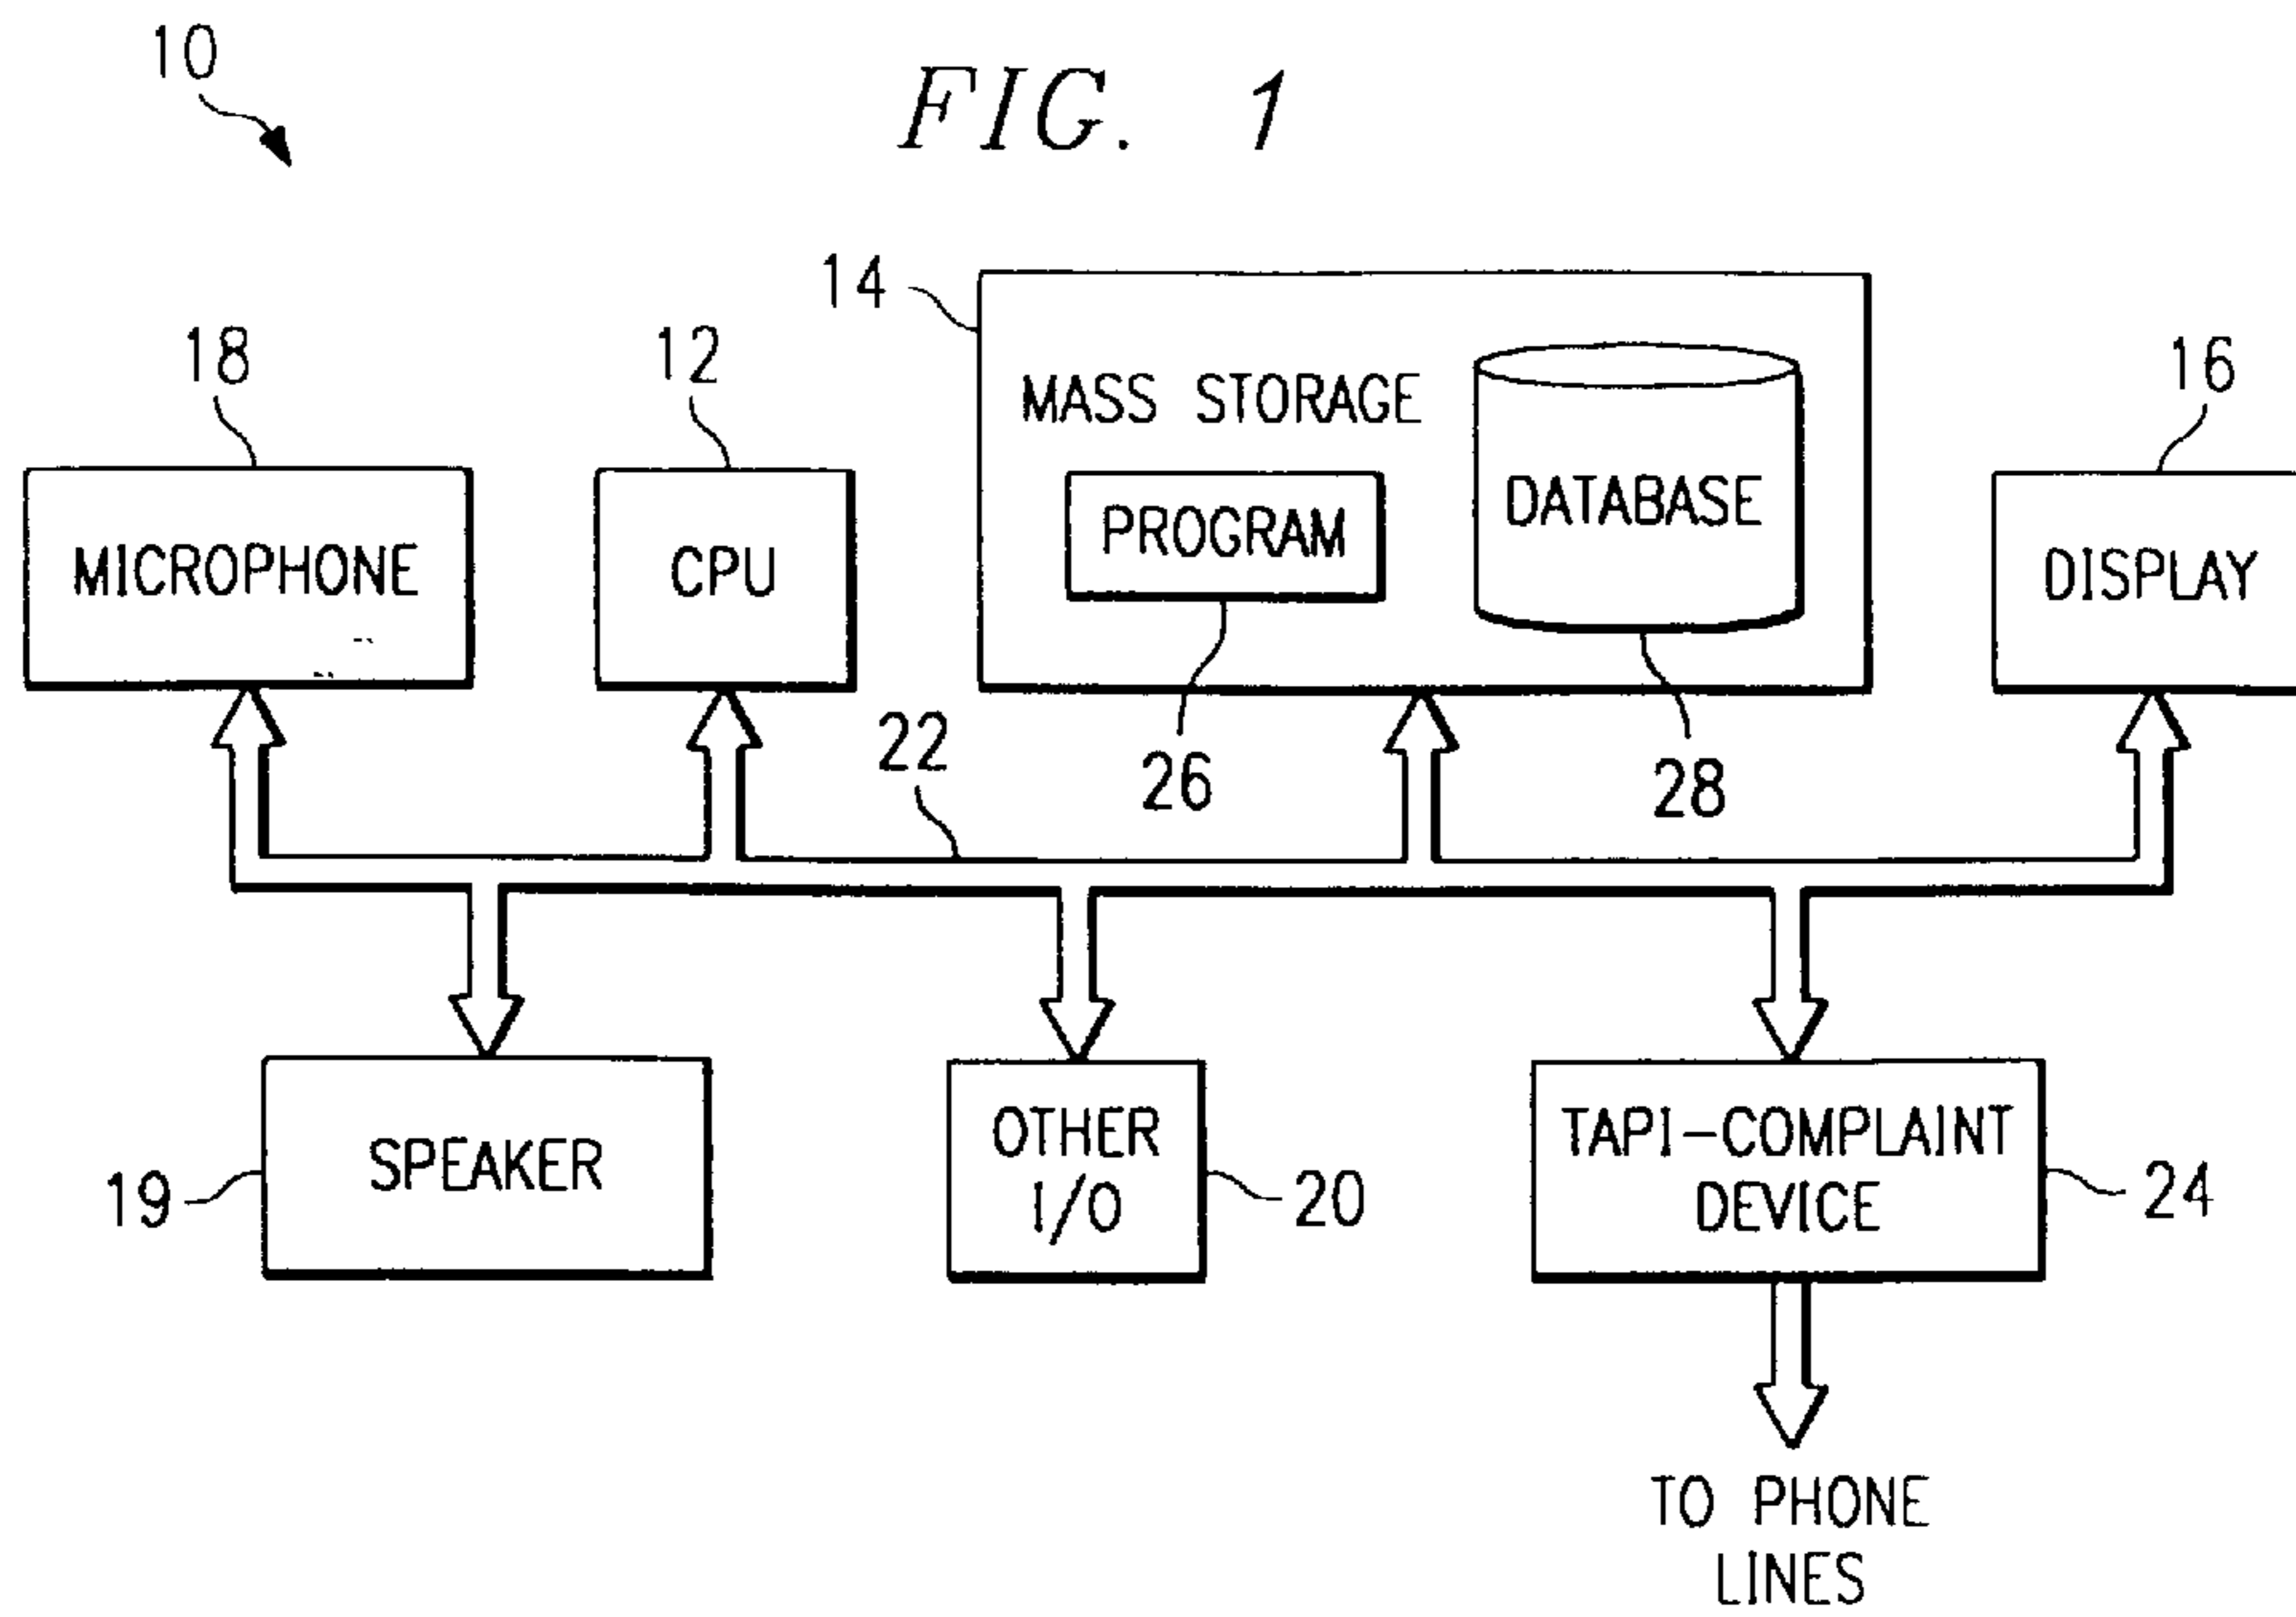 10
FIG. 1
14
18
12
16
MASS STORAGE
DATABASE
PROGRAM
MICROPHONE
CPU
DISPLAY
22
26
28
SPEAKER
19
OTHER
I/O
20
TAPI-COMPLAINT
DEVICE
24
TO PHONE
LINES